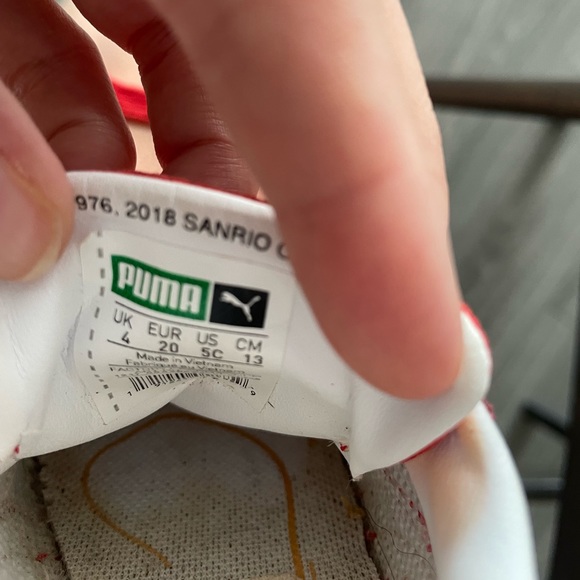 976, 2018 SANRIO
PUMA
UK EUR US CM
4 20 5C 13
Made in Vietnam